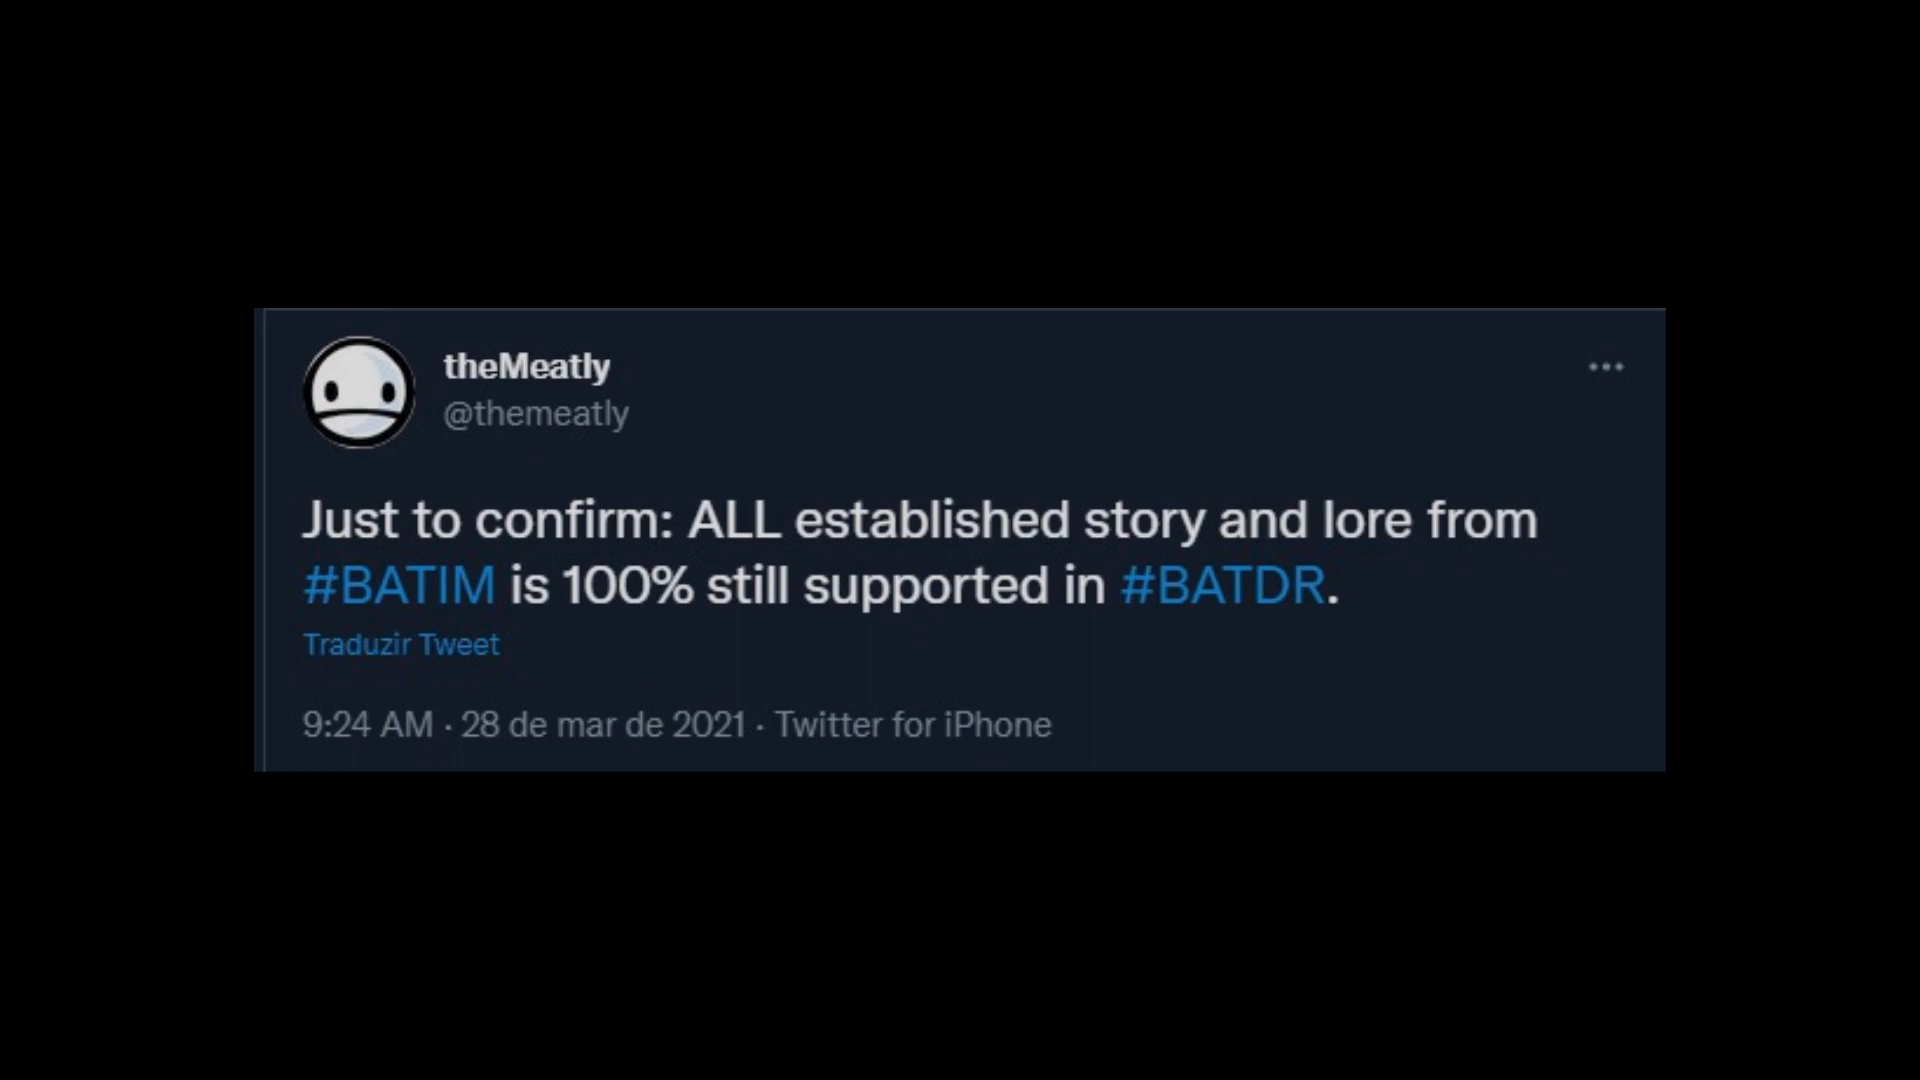 theMeatly
@themeatly
Just to confirm: ALL established story and lore from
#BATIM is 100% still supported in #BATDR.
Traduzir Tweet
9:24 AM · 28 de mar de 2021 · Twitter for iPhone